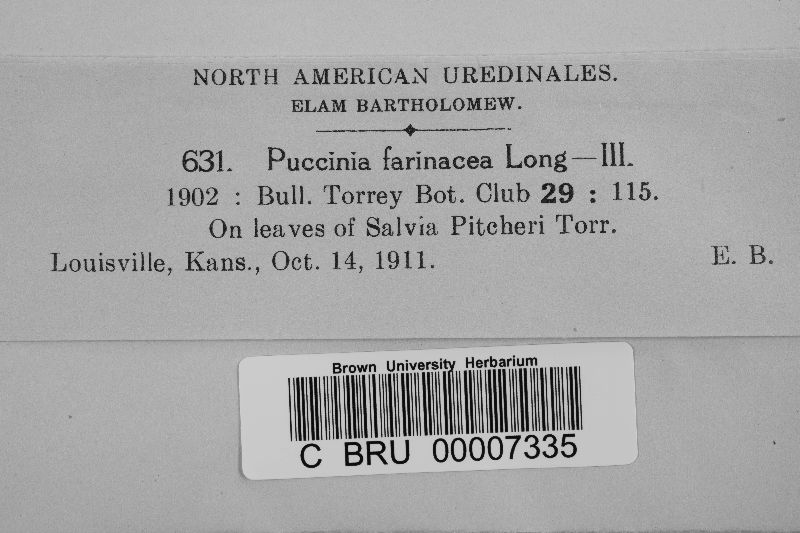 NORTH AMERICAN UREDINALES.
ELAM BARTHOLOMEW.
631. Puccinia farinacea Long—III.
1902 : Bull. Torrey Bot. Club 29 : 115.
On leaves of Salvia Pitcheri Torr.
Louisville, Kans., Oct. 14, 1911. E. B.
Brown University Herbarium
C BRU 00007335